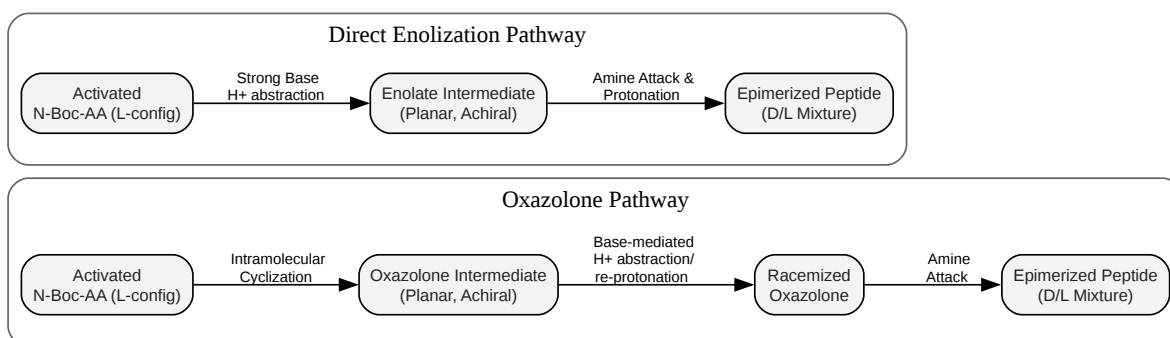 Direct Enolization Pathway
Activated
N-Boc-AA (L-config)
Strong Base
H+ abstraction
Enolate Intermediate
(Planar, Achiral)
Amine Attack &
Protonation
Epimerized Peptide
(D/L Mixture)
Oxazolone Pathway
Activated
N-Boc-AA (L-config)
Intramolecular
Cyclization
Oxazolone Intermediate
(Planar, Achiral)
Base-mediated
H+ abstraction/
re-protonation
Racemized
Oxazolone
Amine
Attack
Epimerized Peptide
(D/L Mixture)